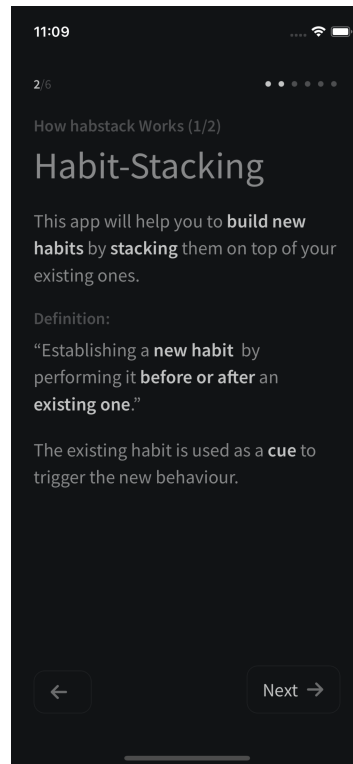 11:09
2/6
How habstack Works (1/2)
Habit-Stacking
This app will help you to build new
habits by stacking them on top of your
existing ones.
Definition:
“Establishing a new habit by
performing it before or after an
existing one.”
The existing habit is used as a cue to
trigger the new behaviour.
Next